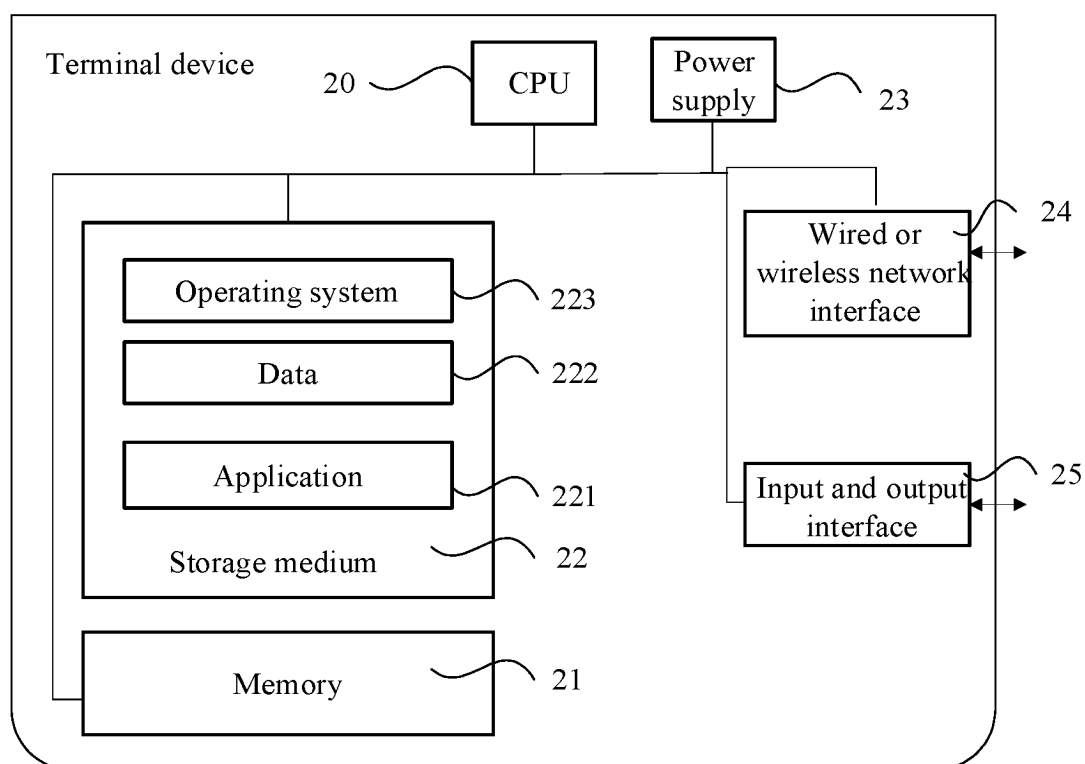 Terminal device
20
CPU
Power
supply
23
24
Wired or
wireless network
interface
Operating system
223
Data
222
Application
221
Storage medium
22
25
Input and output
interface
Memory
21